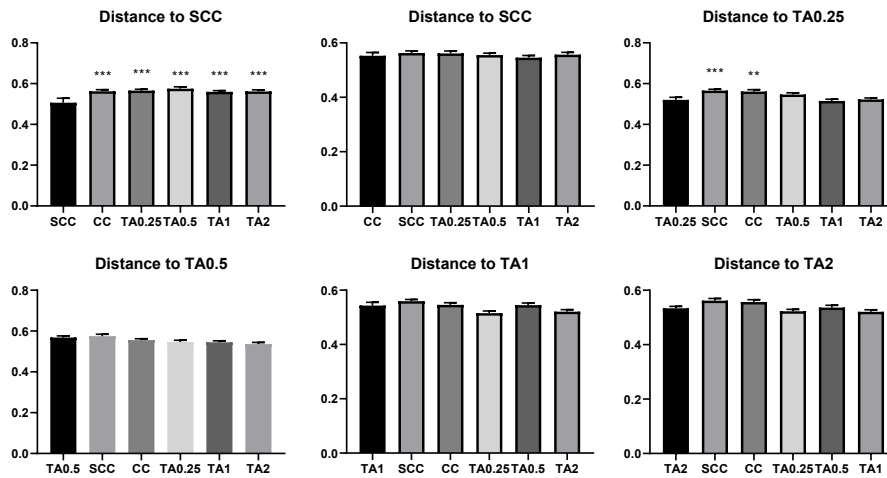 Distance to SCC
0.8
0.6
0.4
0.2
0.0
*** *** *** *** ***
SCC CC TA0.25 TA0.5 TA1 TA2
Distance to SCC
0.6
0.4
0.2
0.0
CC SCC TA0.25 TA0.5 TA1 TA2
Distance to TA0.25
0.8
0.6
0.4
0.2
0.0
*** **
TA0.25 SCC CC TA0.5 TA1 TA2
Distance to TA0.5
0.8
0.6
0.4
0.2
0.0
TA0.5 SCC CC TA0.25 TA1 TA2
Distance to TA1
0.6
0.4
0.2
0.0
TA1 SCC CC TA0.25 TA0.5 TA2
Distance to TA2
0.6
0.4
0.2
0.0
TA2 SCC CC TA0.25 TA0.5 TA1